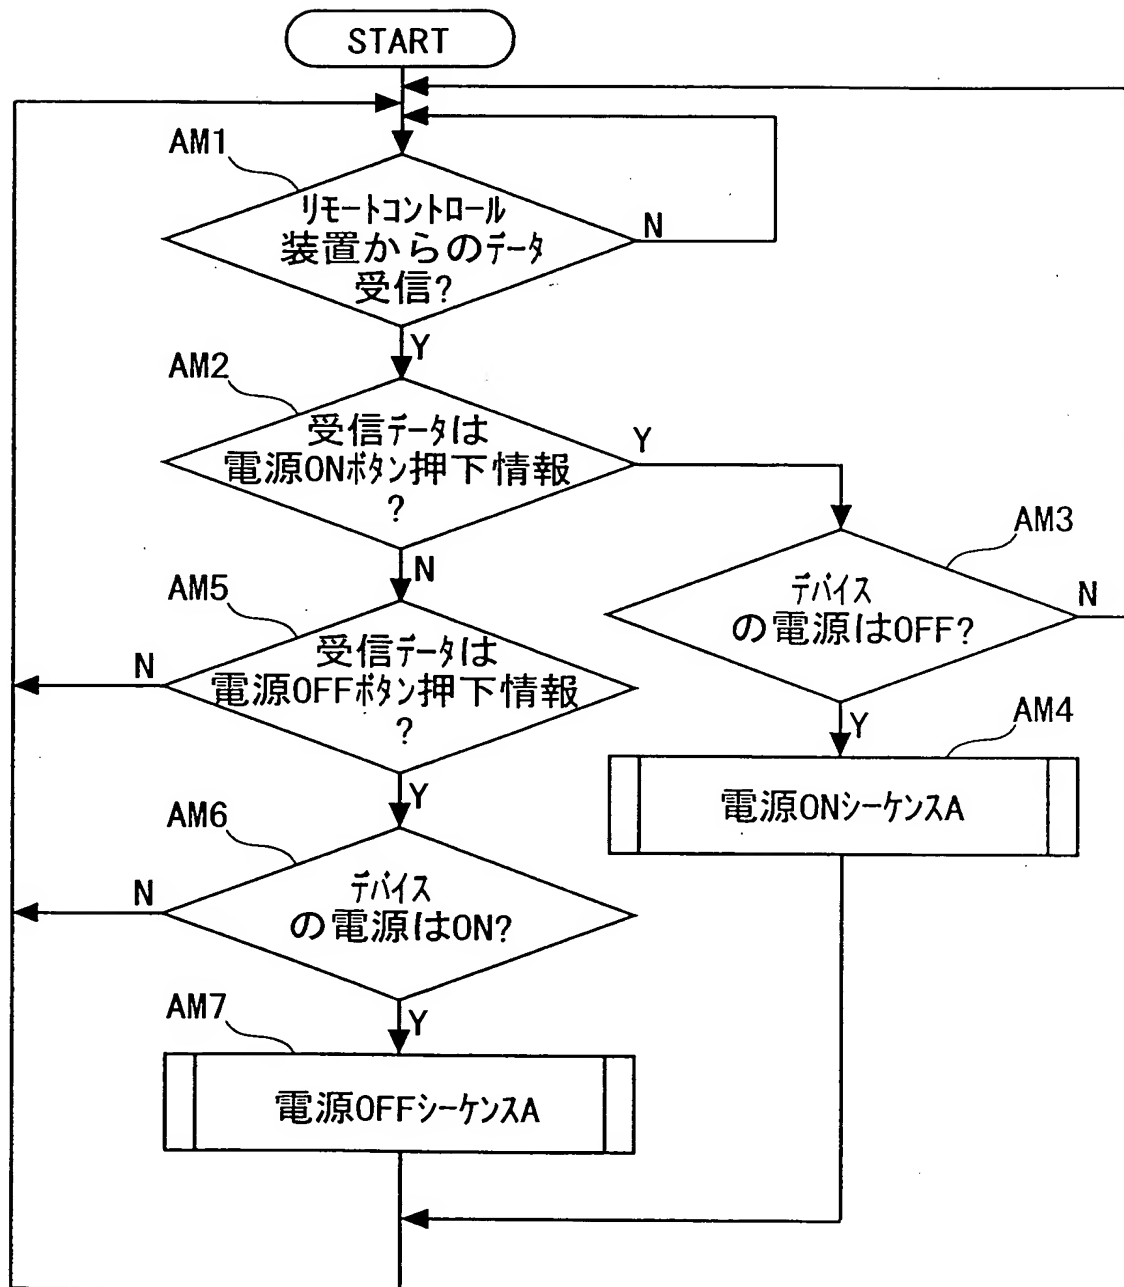 START
AM1
リモートコントロール
装置からのデータ
受信?
N
Y
AM2
受信データは
電源ONボタン押下情報
?
Y
N
AM3
デバイス
の電源はOFF?
N
Y
AM4
電源ONシーケンスA
AM5
受信データは
電源OFFボタン押下情報
?
N
Y
AM6
デバイス
の電源はON?
N
Y
AM7
電源OFFシーケンスA